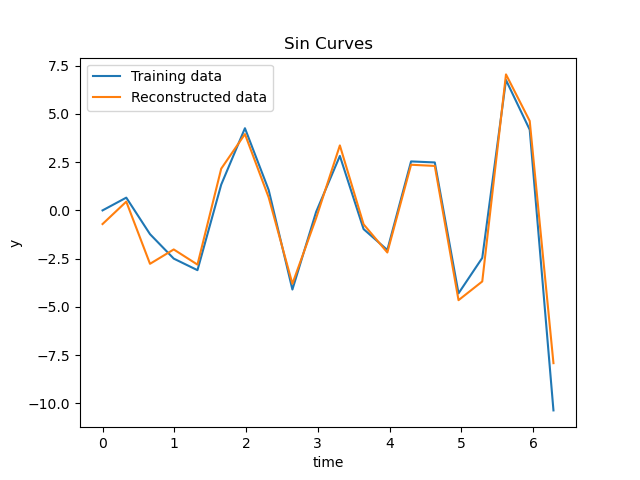 Sin Curves
Training data
Reconstructed data
7.5
5.0
2.5
0.0
−2.5
−5.0
−7.5
−10.0
y
0 1 2 3 4 5 6
time